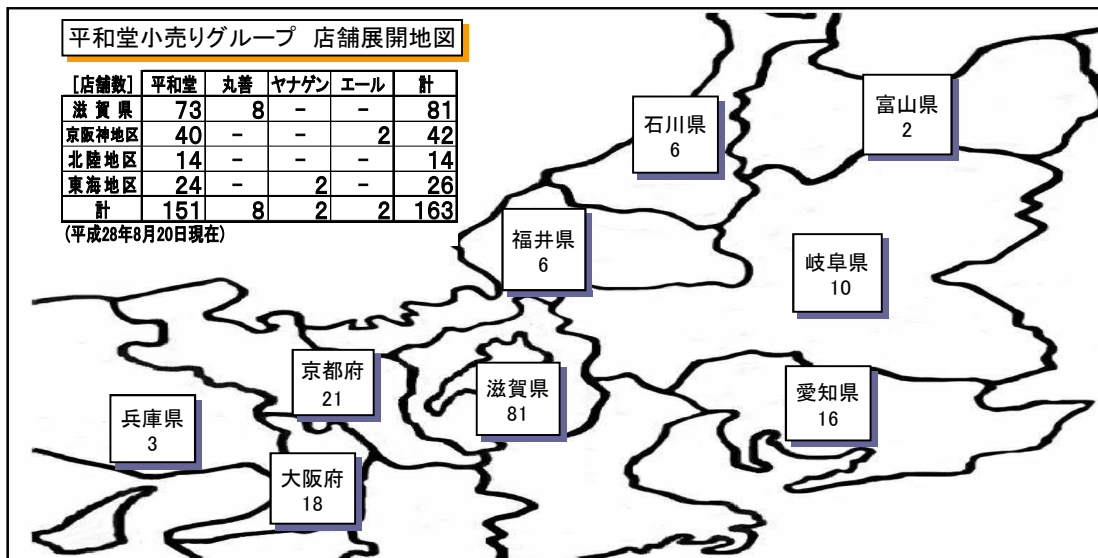 平和堂小売りグループ 店舗展開地図
[店舗数] 平和堂 丸善 ヤナゲン エール 計
滋賀県 73 8 - - 81
京阪神地区 40 - - 2 42
北陸地区 14 - - - 14
東海地区 24 - 2 - 26
計 151 8 2 2 163
(平成28年8月20日現在)
石川県
6
富山県
2
福井県
6
岐阜県
10
京都府
21
滋賀県
81
愛知県
16
兵庫県
3
大阪府
18